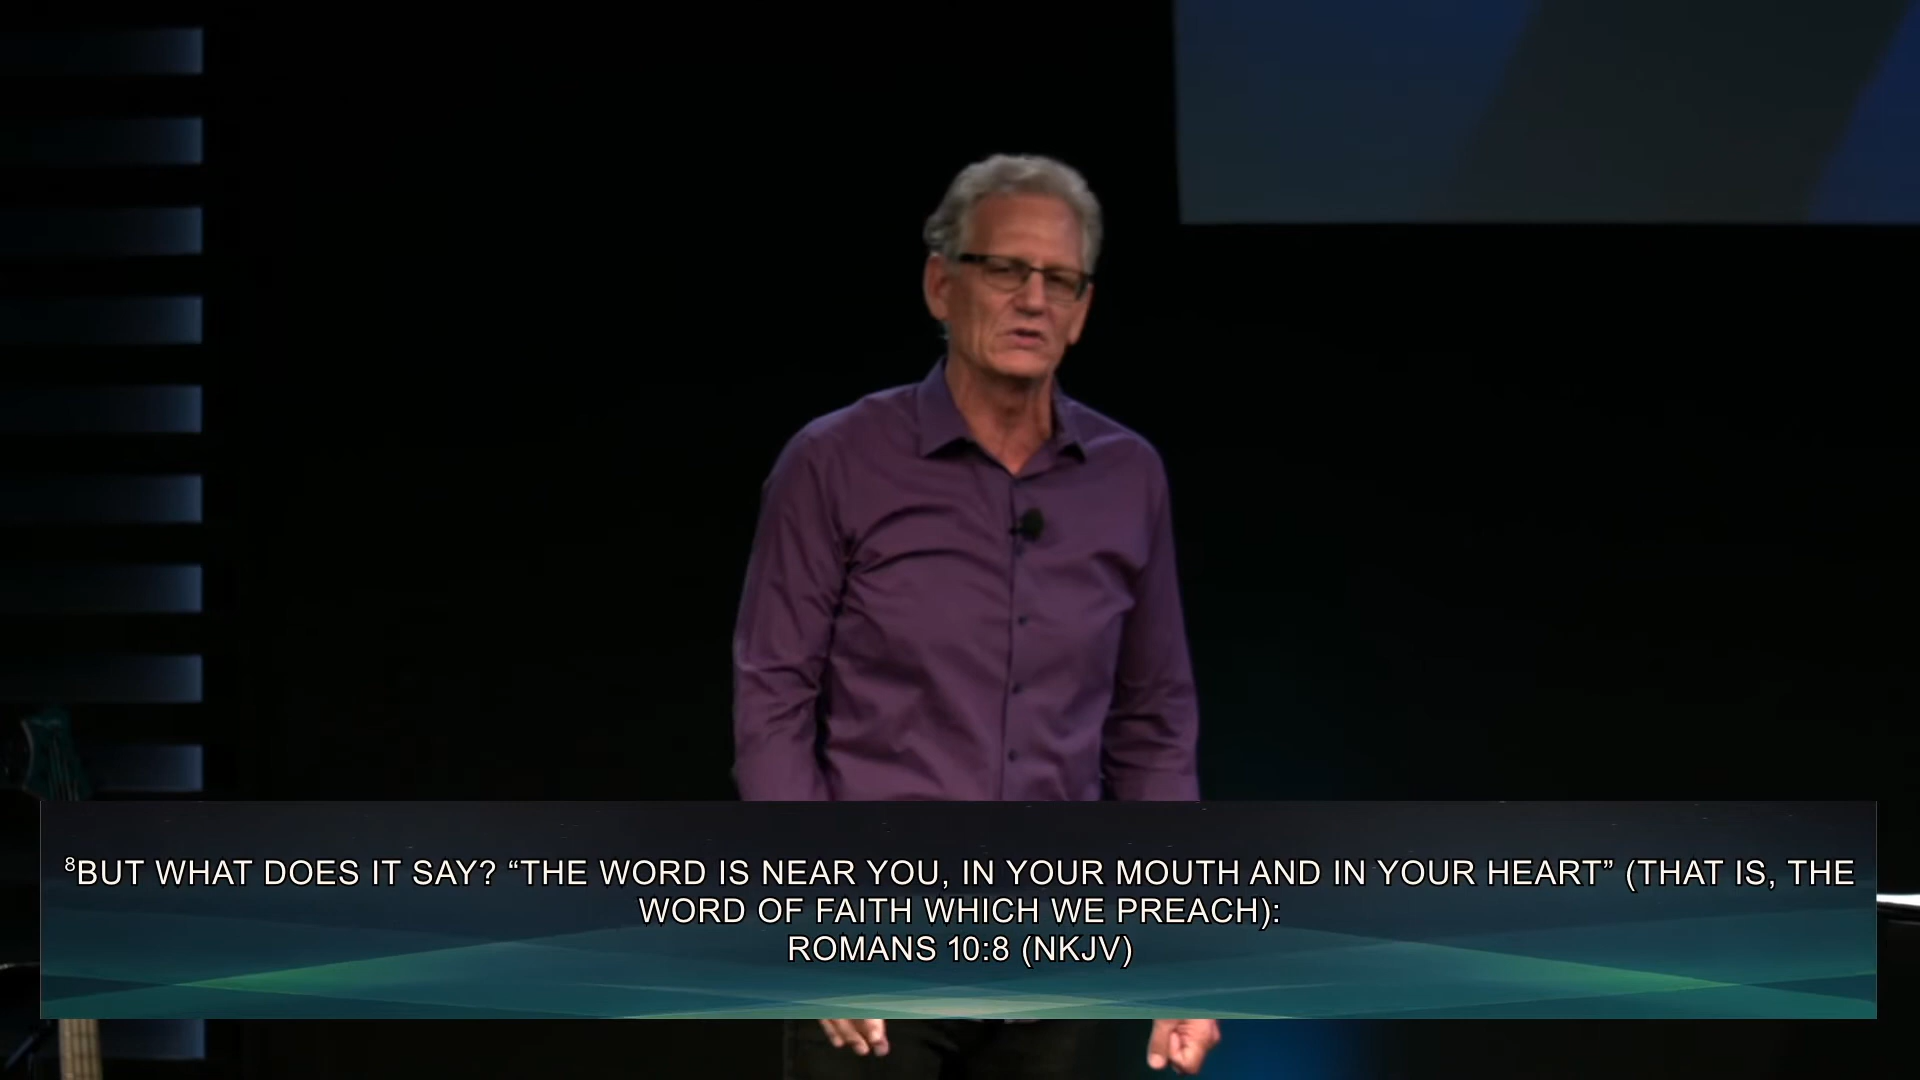 ⁸BUT WHAT DOES IT SAY? “THE WORD IS NEAR YOU, IN YOUR MOUTH AND IN YOUR HEART” (THAT IS, THE
WORD OF FAITH WHICH WE PREACH):
ROMANS 10:8 (NKJV)